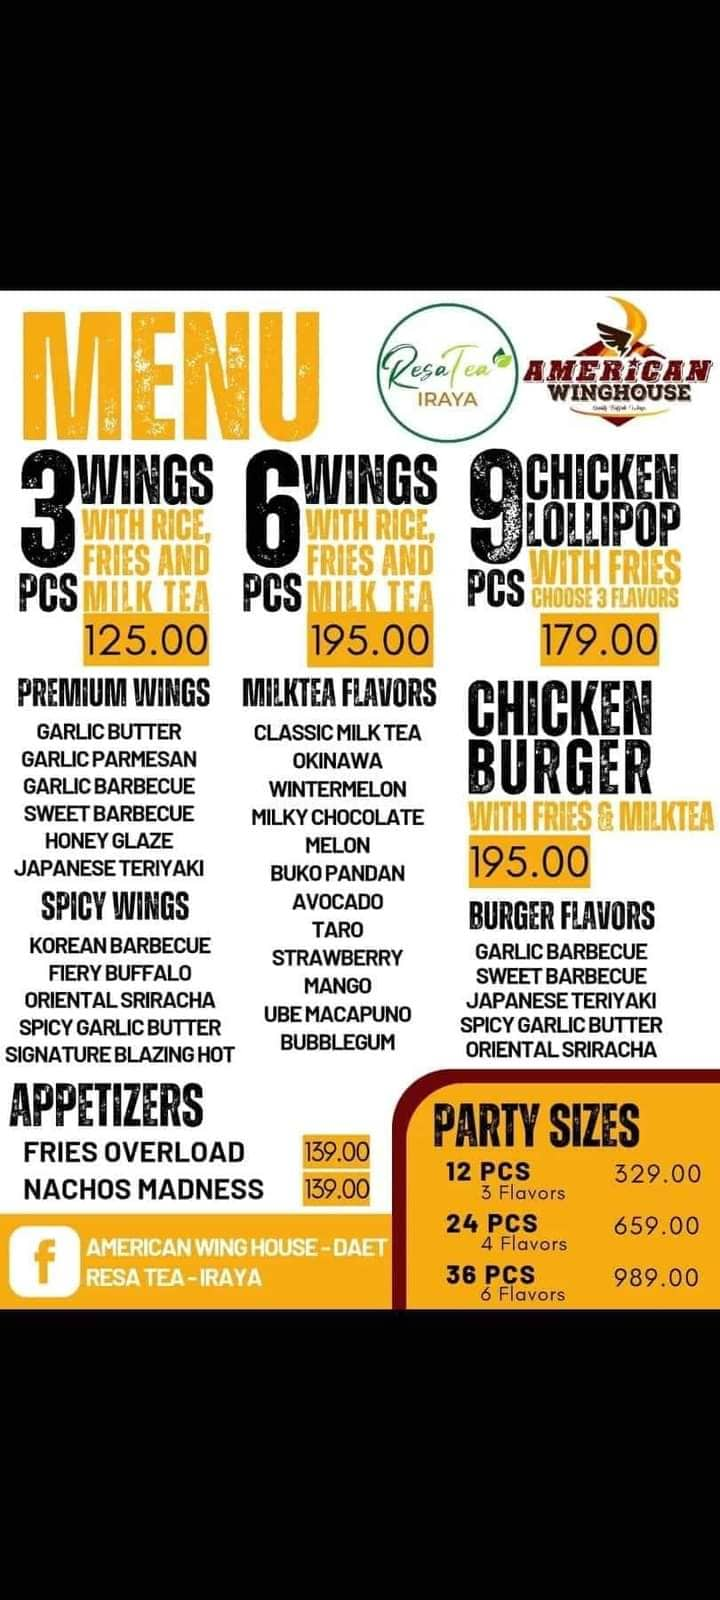 MENU
ResaTea
IRAYA
AMERICAN
WINGHOUSE
3 PCS
WINGS
WITH RICE,
FRIES AND
MILK TEA
125.00
6 PCS
WINGS
WITH RICE,
FRIES AND
MILK TEA
195.00
9 PCS
CHICKEN
LOLLIPOP
WITH FRIES
CHOOSE 3 FLAVORS
179.00
PREMIUM WINGS
GARLIC BUTTER
GARLIC PARMESAN
GARLIC BARBECUE
SWEET BARBECUE
HONEY GLAZE
JAPANESE TERIYAKI
SPICY WINGS
KOREAN BARBECUE
FIERY BUFFALO
ORIENTAL SRIRACHA
SPICY GARLIC BUTTER
SIGNATURE BLAZING HOT
MILKTEA FLAVORS
CLASSIC MILK TEA
OKINAWA
WINTERMELON
MILKY CHOCOLATE
MELON
BUKO PANDAN
AVOCADO
TARO
STRAWBERRY
MANGO
UBE MACAPUNO
BUBBLEGUM
CHICKEN
BURGER
WITH FRIES & MILKTEA
195.00
BURGER FLAVORS
GARLIC BARBECUE
SWEET BARBECUE
JAPANESE TERIYAKI
SPICY GARLIC BUTTER
ORIENTAL SRIRACHA
APPETIZERS
FRIES OVERLOAD 139.00
NACHOS MADNESS 139.00
PARTY SIZES
12 PCS 329.00
3 Flavors
24 PCS 659.00
4 Flavors
36 PCS 989.00
6 Flavors
f
AMERICAN WING HOUSE - DAET
RESA TEA - IRAYA